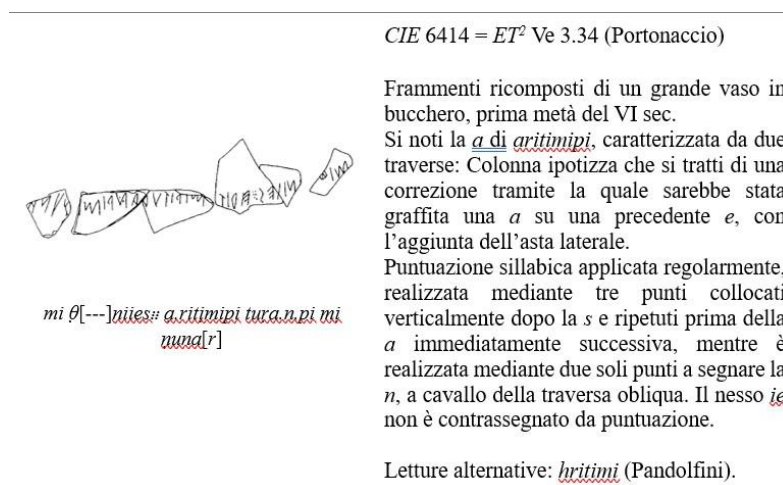 CIE 6414 = ET² Ve 3.34 (Portonaccio)
Frammenti ricomposti di un grande vaso in
bucchero, prima metà del VI sec.
Si noti la a di aritimipi, caratterizzata da due
traverse: Colonna ipotizza che si tratti di una
correzione tramite la quale sarebbe stata
graffita una a su una precedente e, con
l’aggiunta dell’asta laterale.
Puntuazione sillabica applicata regolarmente,
realizzata mediante tre punti collocati
verticalmente dopo la s e ripetuti prima della
a immediatamente successiva, mentre è
realizzata mediante due soli punti a segnare la
n, a cavallo della traversa obliqua. Il nesso ie
non è contrassegnato da puntuazione.
Letture alternative: hritimi (Pandolfini).
mi θ[---]niies⁝⁝ a.ritimipi tura.n.pi mi
nuna[r]